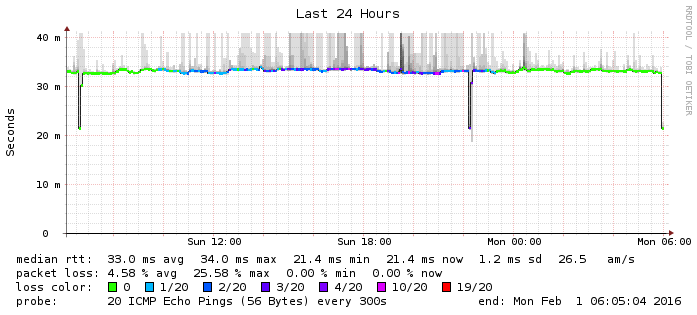 Last 24 Hours
RRDTOOL / TOBI OETIKER
Seconds
40 m
30 m
20 m
10 m
0
Sun 12:00 Sun 18:00 Mon 00:00 Mon 06:00
median rtt: 33.0 ms avg 34.0 ms max 21.4 ms min 21.4 ms now 1.2 ms sd 26.5 am/s
packet loss: 4.58 % avg 25.58 % max 0.00 % min 0.00 % now
loss color: 0 1/20 2/20 3/20 4/20 10/20 19/20
probe: 20 ICMP Echo Pings (56 Bytes) every 300s end: Mon Feb 1 06:05:04 2016